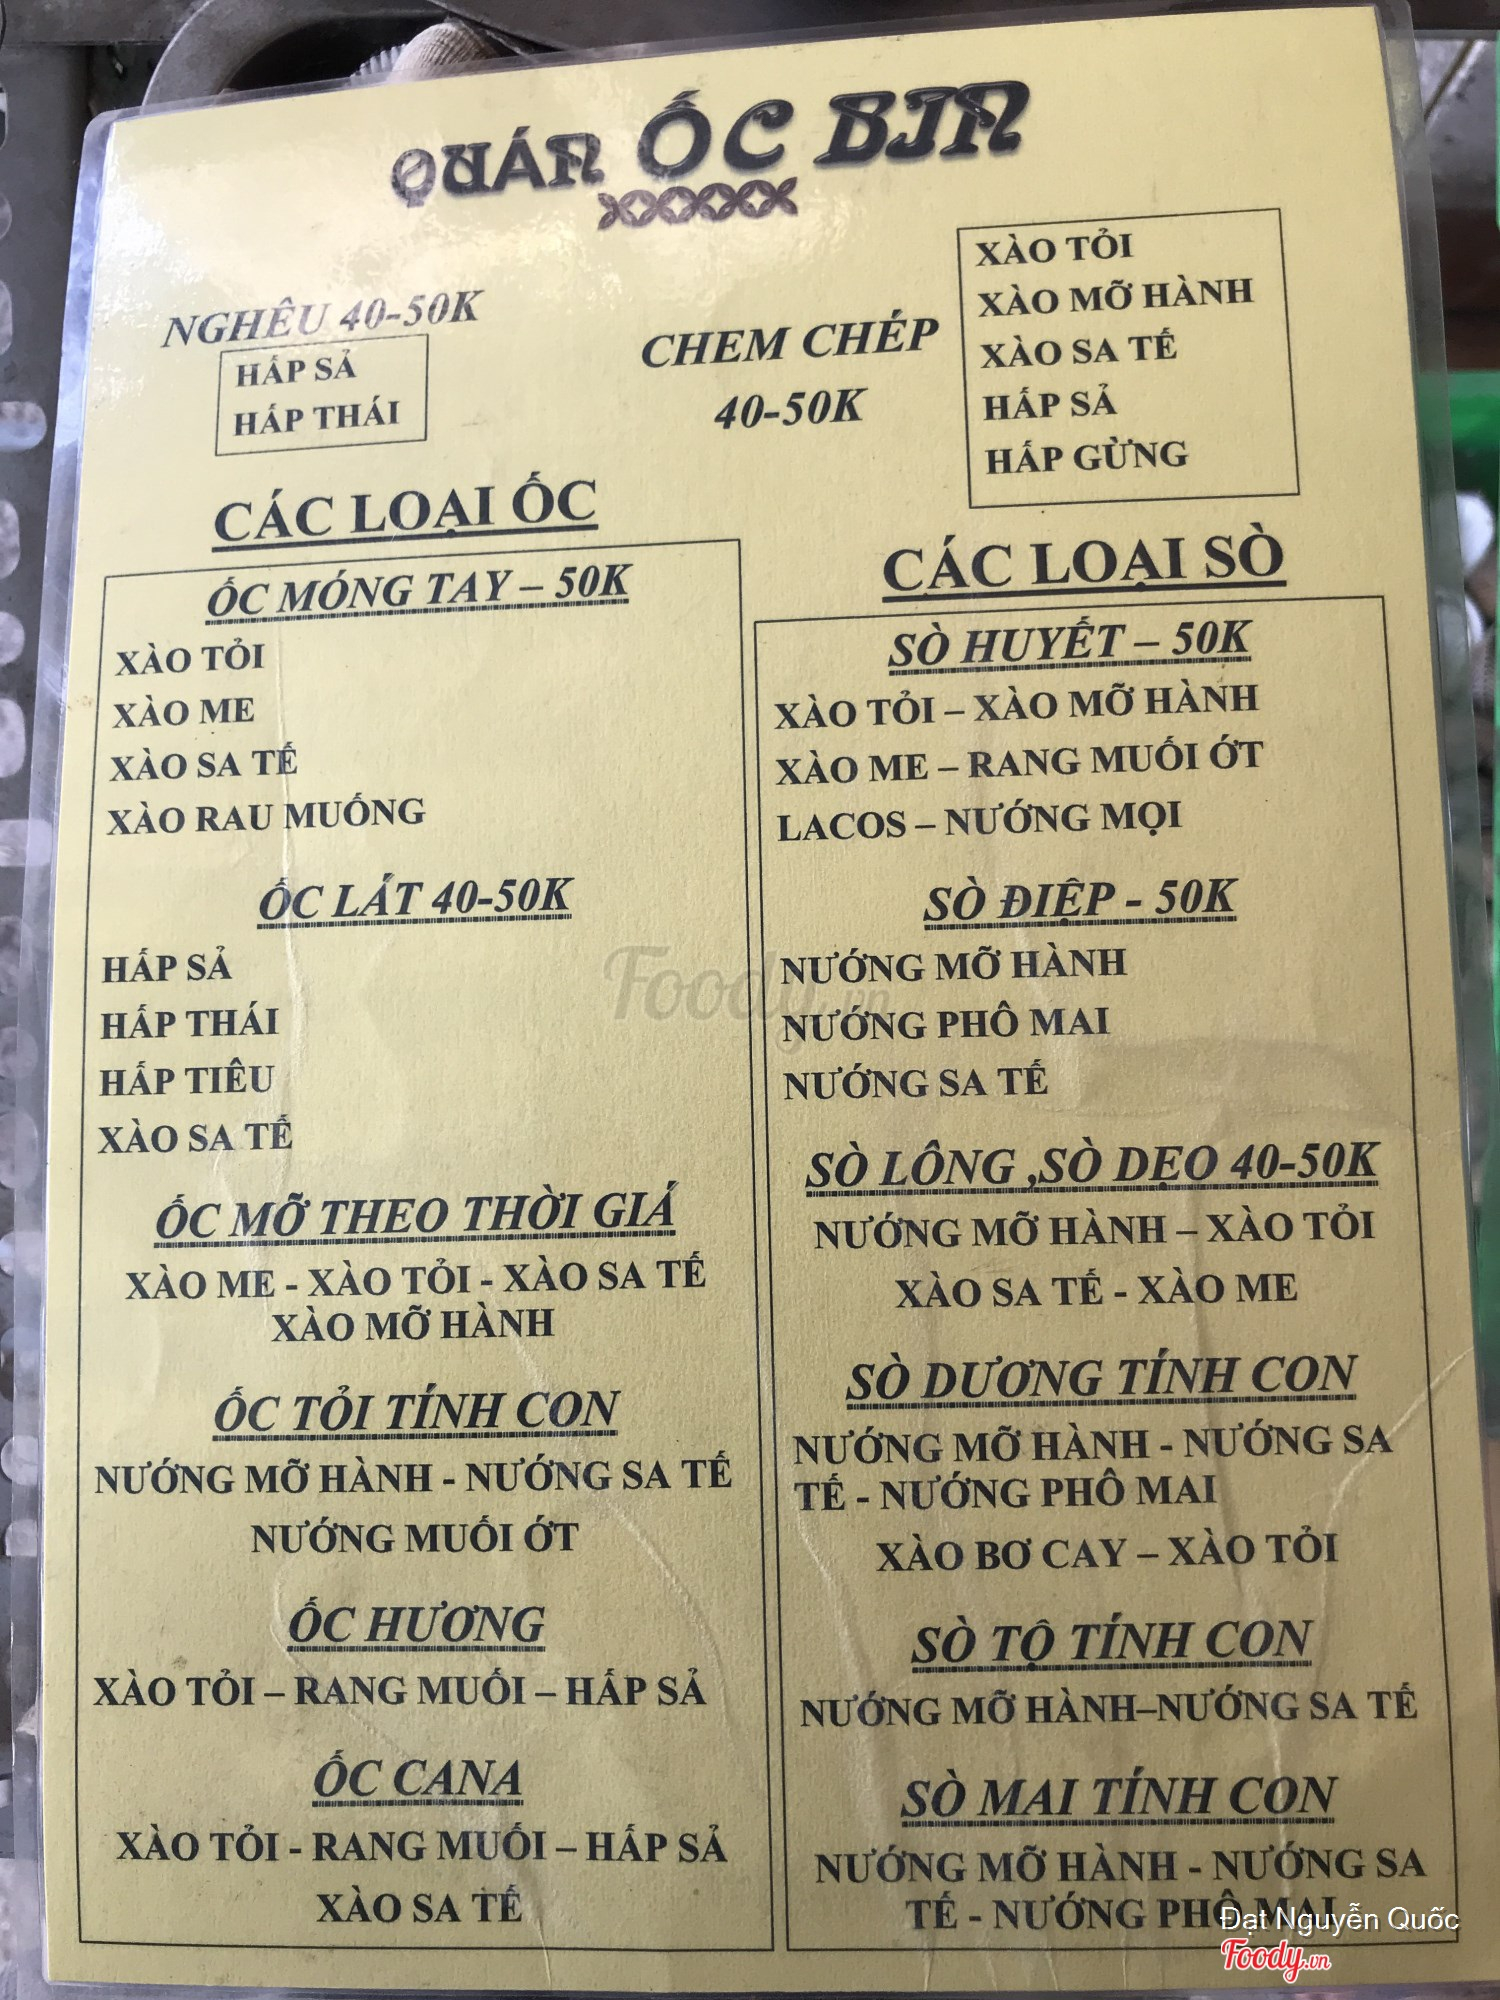 QUÁN ỐC BIN
NGHÊU 40-50K
HẤP SẢ
HẤP THÁI
CHEM CHÉP
40-50K
XÀO TỎI
XÀO MỠ HÀNH
XÀO SA TẾ
HẤP SẢ
HẤP GỪNG
CÁC LOẠI ỐC
ỐC MÓNG TAY – 50K
XÀO TỎI
XÀO ME
XÀO SA TẾ
XÀO RAU MUỐNG
ỐC LÁT 40-50K
HẤP SẢ
HẤP THÁI
HẤP TIÊU
XÀO SA TẾ
ỐC MỠ THEO THỜI GIÁ
XÀO ME - XÀO TỎI - XÀO SA TẾ
XÀO MỠ HÀNH
ỐC TỎI TÍNH CON
NƯỚNG MỠ HÀNH - NƯỚNG SA TẾ
NƯỚNG MUỐI ỚT
ỐC HƯƠNG
XÀO TỎI – RANG MUỐI – HẤP SẢ
ỐC CANA
XÀO TỎI - RANG MUỐI – HẤP SẢ
XÀO SA TẾ
CÁC LOẠI SÒ
SÒ HUYẾT – 50K
XÀO TỎI – XÀO MỠ HÀNH
XÀO ME – RANG MUỐI ỚT
LACOS – NƯỚNG MỌI
SÒ ĐIỆP - 50K
NƯỚNG MỠ HÀNH
NƯỚNG PHÔ MAI
NƯỚNG SA TẾ
SÒ LÔNG ,SÒ DẸO 40-50K
NƯỚNG MỠ HÀNH – XÀO TỎI
XÀO SA TẾ - XÀO ME
SÒ DƯƠNG TÍNH CON
NƯỚNG MỠ HÀNH - NƯỚNG SA
TẾ - NƯỚNG PHÔ MAI
XÀO BƠ CAY – XÀO TỎI
SÒ TỘ TÍNH CON
NƯỚNG MỠ HÀNH–NƯỚNG SA TẾ
SÒ MAI TÍNH CON
NƯỚNG MỠ HÀNH - NƯỚNG SA
TẾ - NƯỚNG PHÔ MAI
Foody.vn
Đạt Nguyễn Quốc
Foody.vn